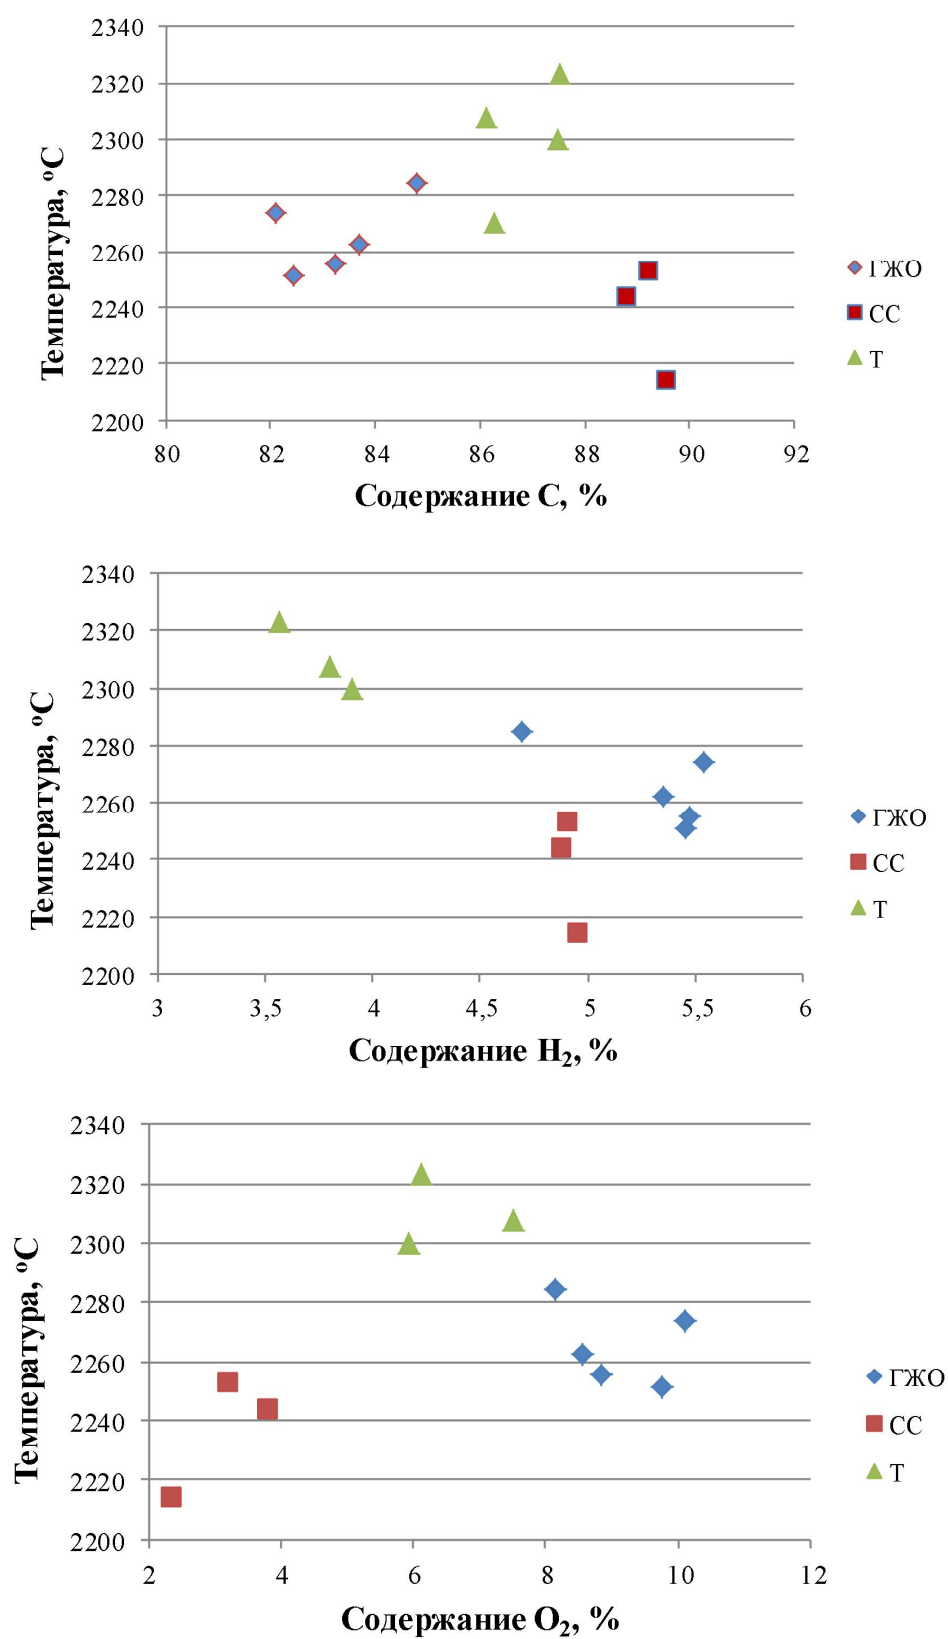 2340
2320
2300
2280
2260
2240
2220
2200
Температура, °C
80 82 84 86 88 90 92
Содержание C, %
ГЖО
СС
Т
2340
2320
2300
2280
2260
2240
2220
2200
Температура, °C
3 3,5 4 4,5 5 5,5 6
Содержание H₂, %
ГЖО
СС
Т
2340
2320
2300
2280
2260
2240
2220
2200
Температура, °C
2 4 6 8 10 12
Содержание O₂, %
ГЖО
СС
Т